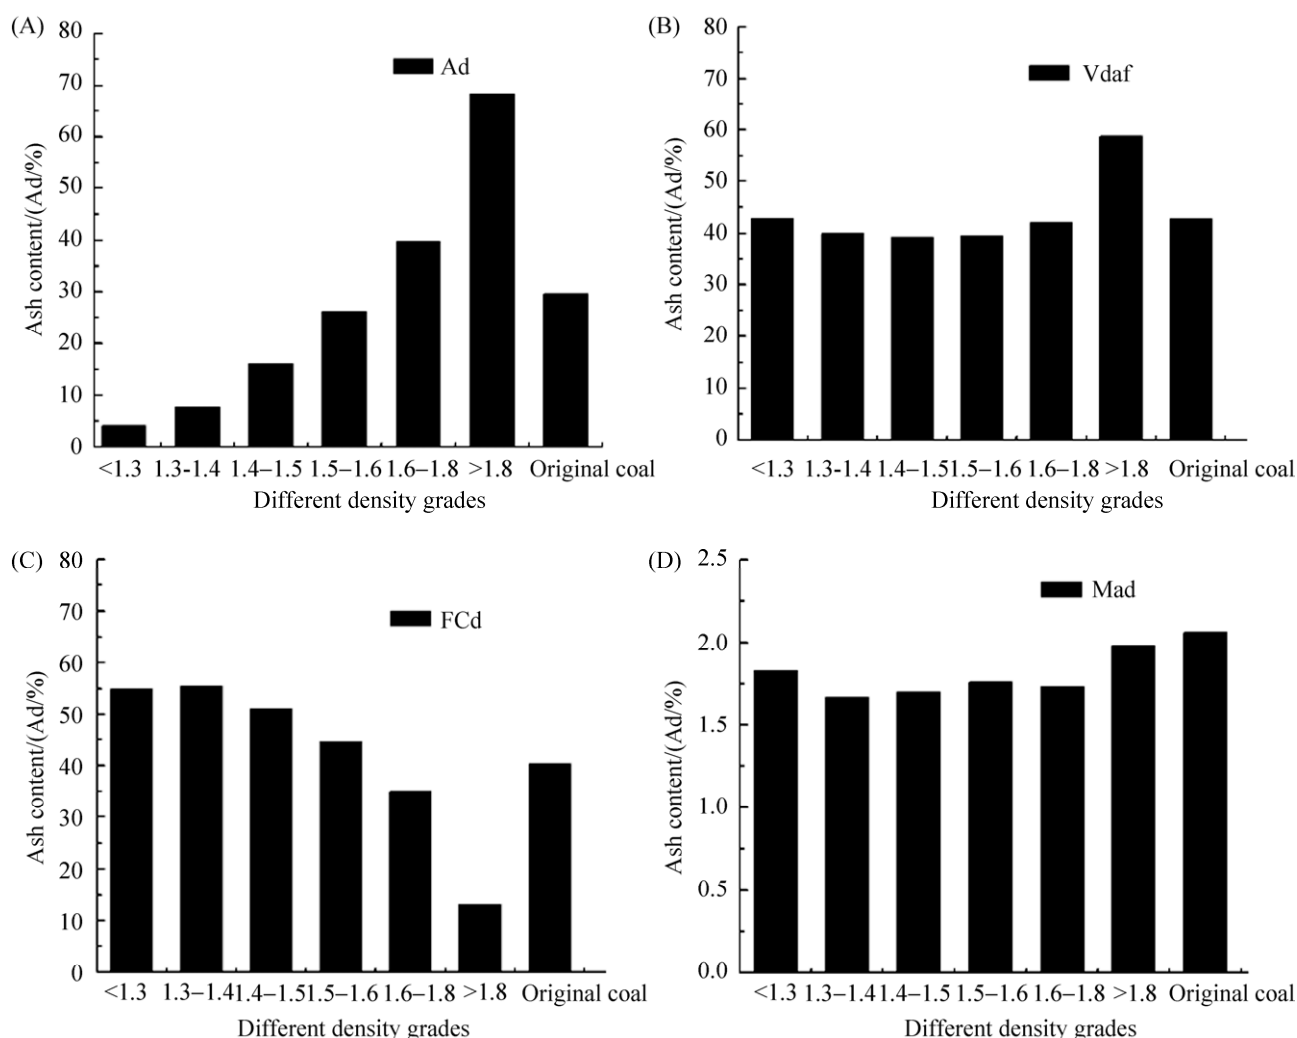 (A)
80
70
60
50
40
30
20
10
0
Ash content/(Ad/%)
Ad
<1.3 1.3-1.4 1.4–1.5 1.5–1.6 1.6–1.8 >1.8 Original coal
Different density grades
(B)
80
70
60
50
40
30
20
10
0
Ash content/(Ad/%)
Vdaf
<1.3 1.3-1.4 1.4–1.5 1.5–1.6 1.6–1.8 >1.8 Original coal
Different density grades
(C)
80
70
60
50
40
30
20
10
0
Ash content/(Ad/%)
FCd
<1.3 1.3–1.4 1.4–1.5 1.5–1.6 1.6–1.8 >1.8 Original coal
Different density grades
(D)
2.5
2.0
1.5
1.0
0.5
0.0
Ash content/(Ad/%)
Mad
<1.3 1.3–1.4 1.4–1.5 1.5–1.6 1.6–1.8 >1.8 Original coal
Different density grades